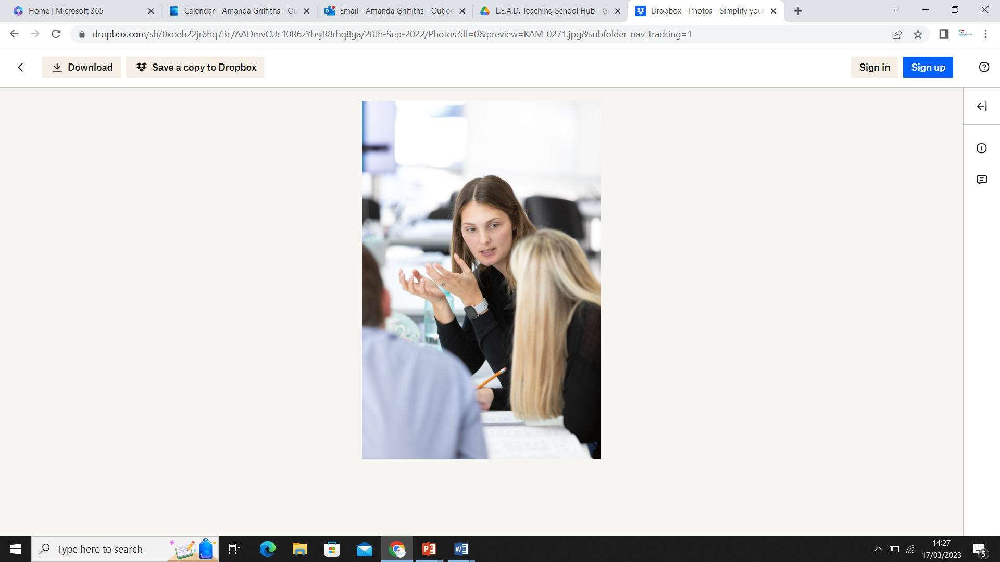 Home | Microsoft 365
Calendar - Amanda Griffiths - Ou
Email - Amanda Griffiths - Outloo
L.E.A.D. Teaching School Hub - Go
Dropbox - Photos - Simplify your
dropbox.com/sh/0xoeb22jr6hq73c/AADmvCUc10R6zYbsjR8rhq8ga/28th-Sep-2022/Photos?dl=0&preview=KAM_0271.jpg&subfolder_nav_tracking=1
Download
Save a copy to Dropbox
Sign in
Sign up
Type here to search
14:27
17/03/2023
5